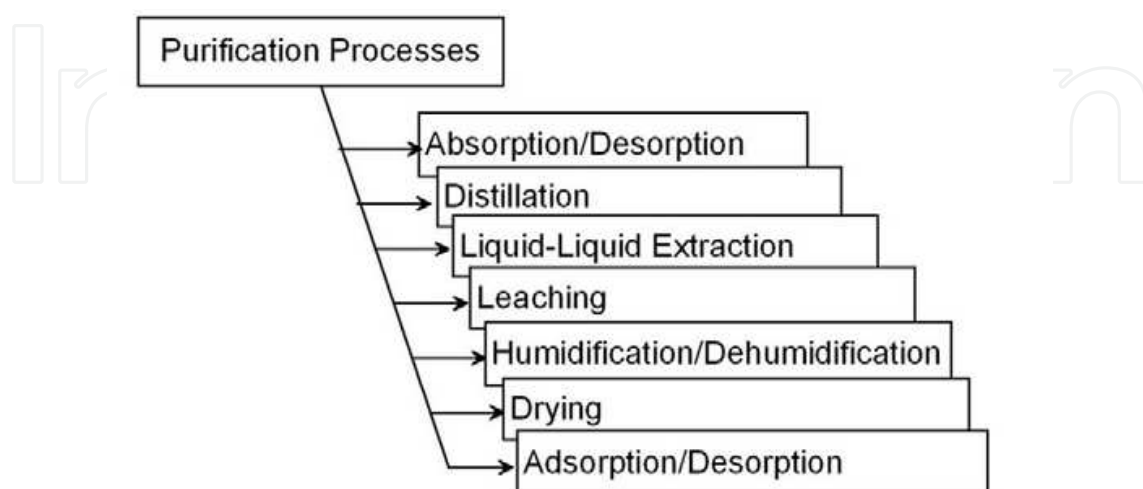 Purification Processes
Absorption/Desorption
Distillation
Liquid-Liquid Extraction
Leaching
Humidification/Dehumidification
Drying
Adsorption/Desorption